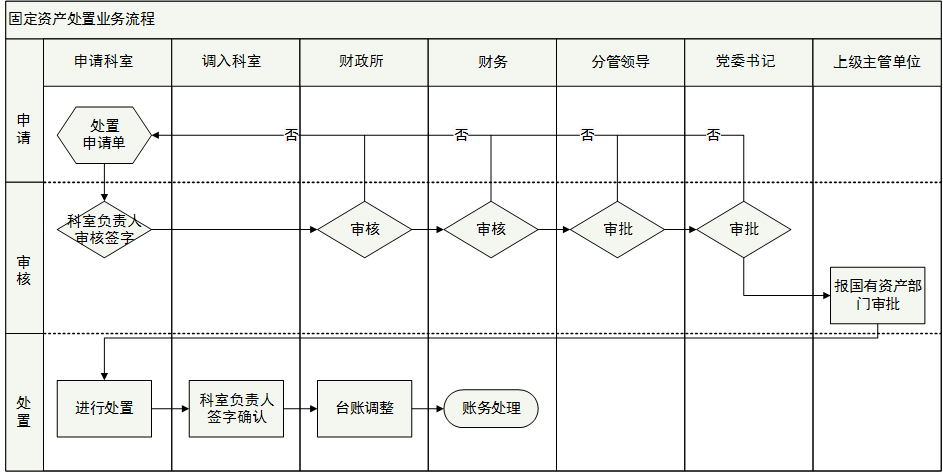 固定资产处置业务流程
申请科室
调入科室
财政所
财务
分管领导
党委书记
上级主管单位
申
请
处置
申请单
否
否
否
否
审
核
科室负责人
审核签字
审核
审核
审批
审批
报国有资产部
门审批
处
置
进行处置
科室负责人
签字确认
台账调整
账务处理